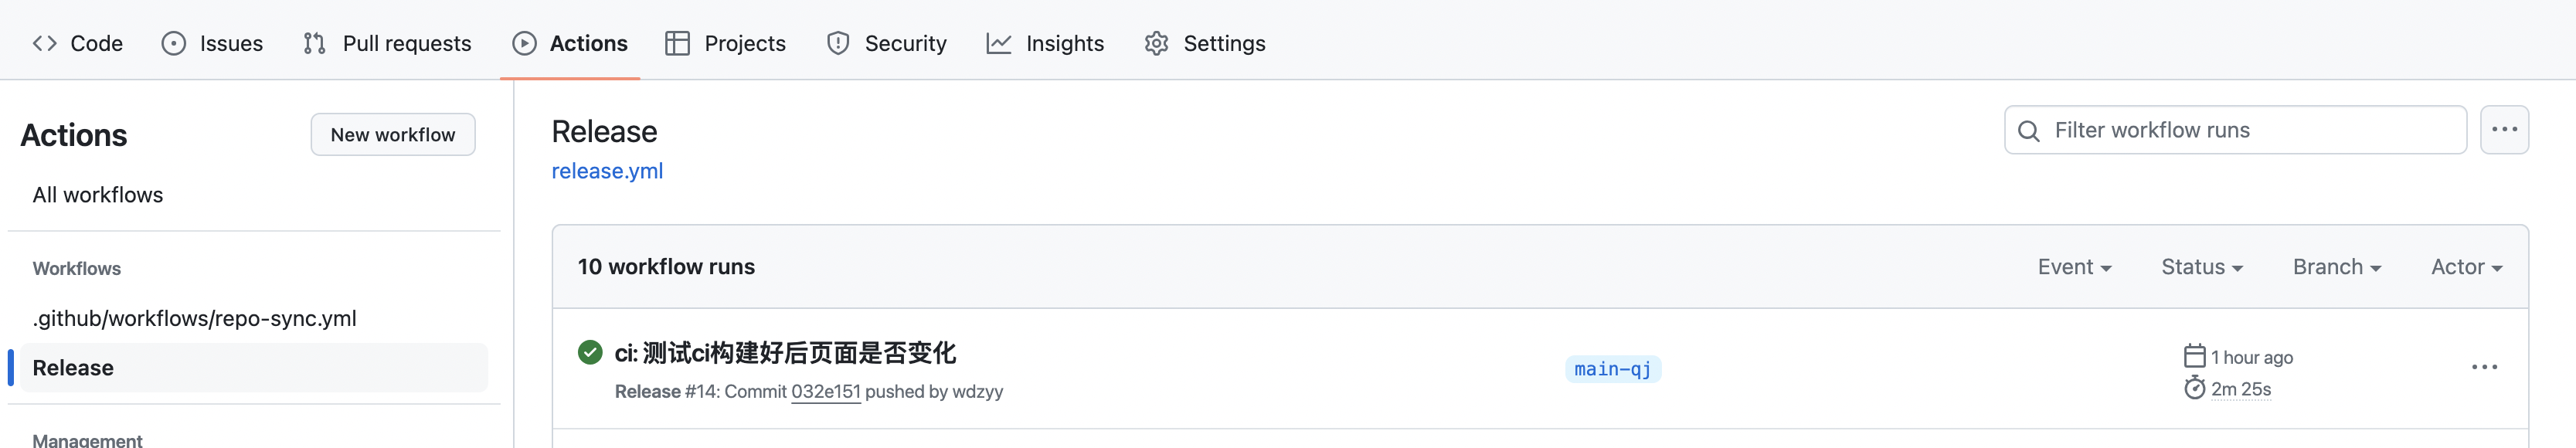 Code Issues Pull requests Actions Projects Security Insights Settings
Actions
New workflow
All workflows
Workflows
.github/workflows/repo-sync.yml
Release
Management
Release
release.yml
Filter workflow runs
10 workflow runs
Event Status Branch Actor
ci: 测试ci构建好后页面是否变化
Release #14: Commit 032e151 pushed by wdzyy
main-qj
1 hour ago
2m 25s